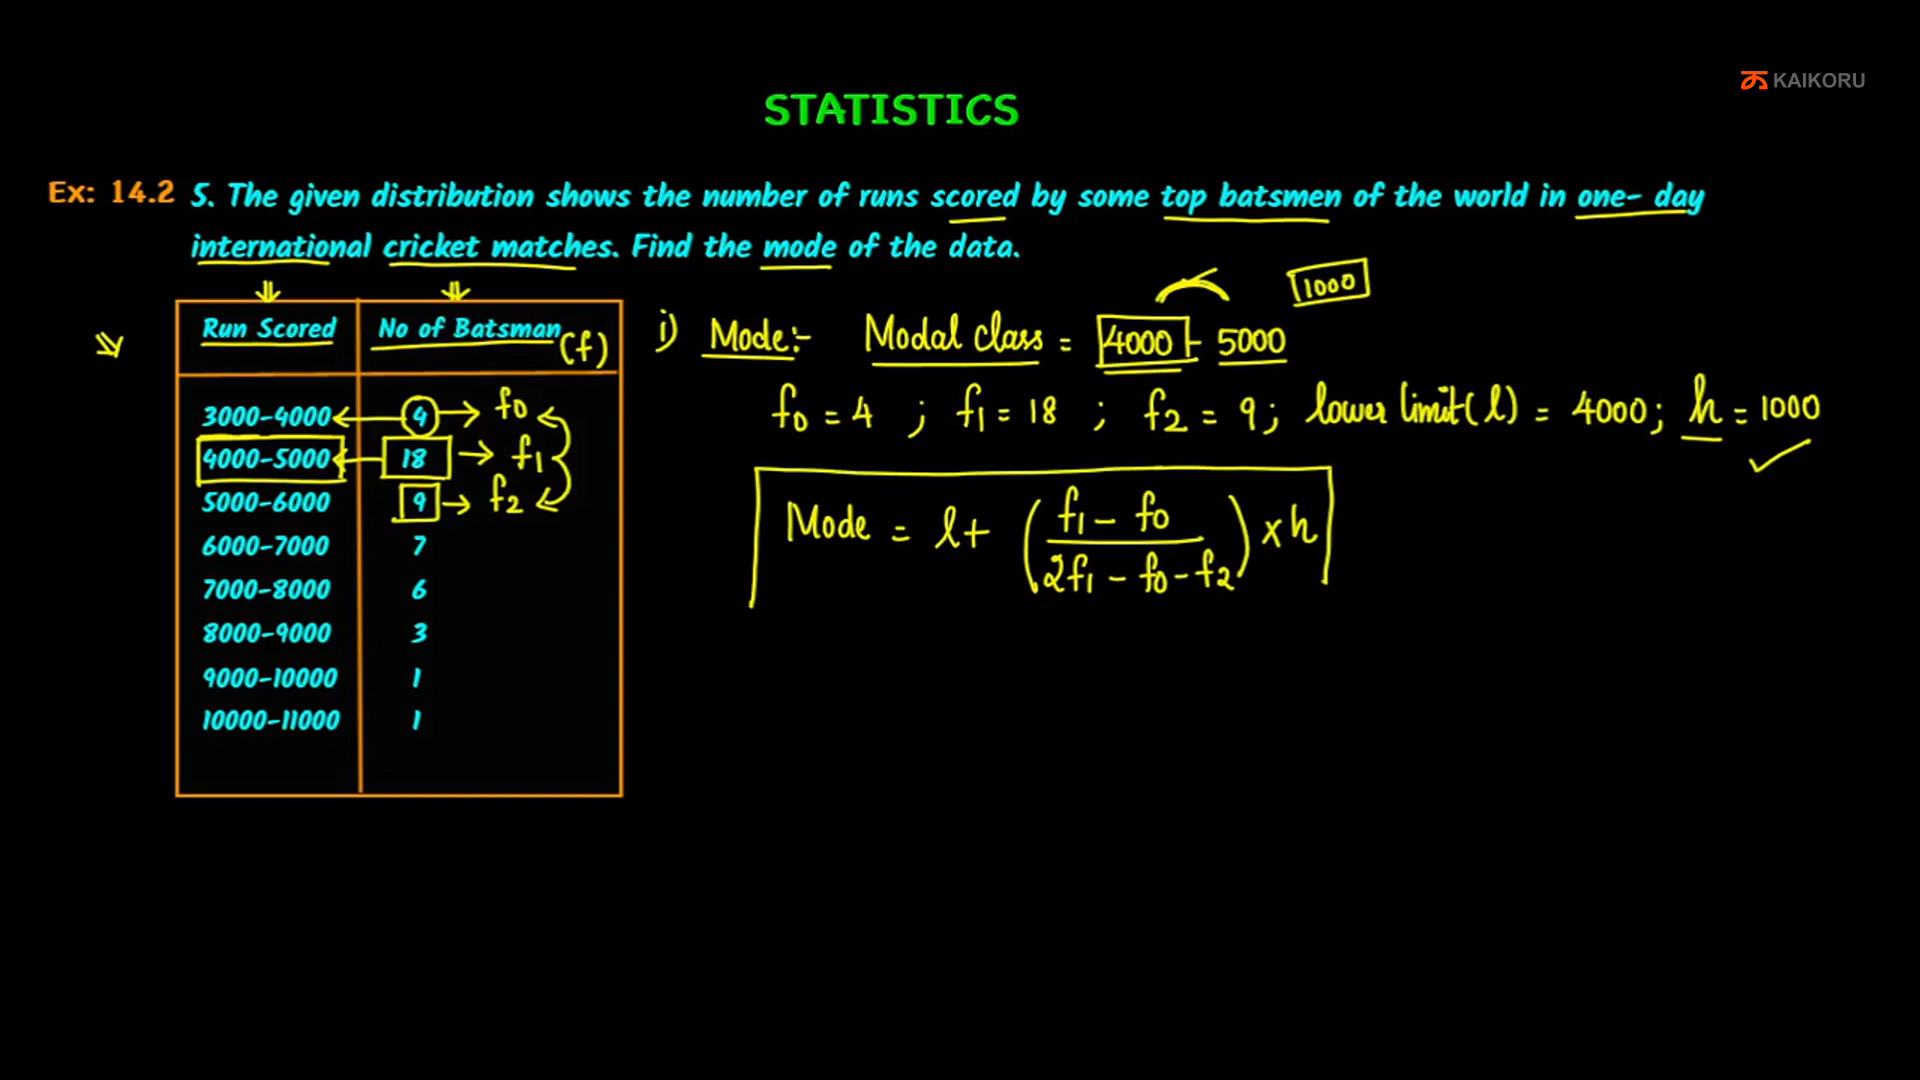 KAIKORU
STATISTICS
Ex: 14.2 5. The given distribution shows the number of runs scored by some top batsmen of the world in one- day
international cricket matches. Find the mode of the data.
Run Scored No of Batsman (f)
3000-4000 4 → f0
4000-5000 18 → f1
5000-6000 9 → f2
6000-7000 7
7000-8000 6
8000-9000 3
9000-10000 1
10000-11000 1
1000
i) Mode:- Modal class = 4000 - 5000
f0 = 4 ; f1 = 18 ; f2 = 9; lower limit(l) = 4000; h = 1000
Mode = l+ (f1 - f0 / 2f1 - f0 - f2) × h